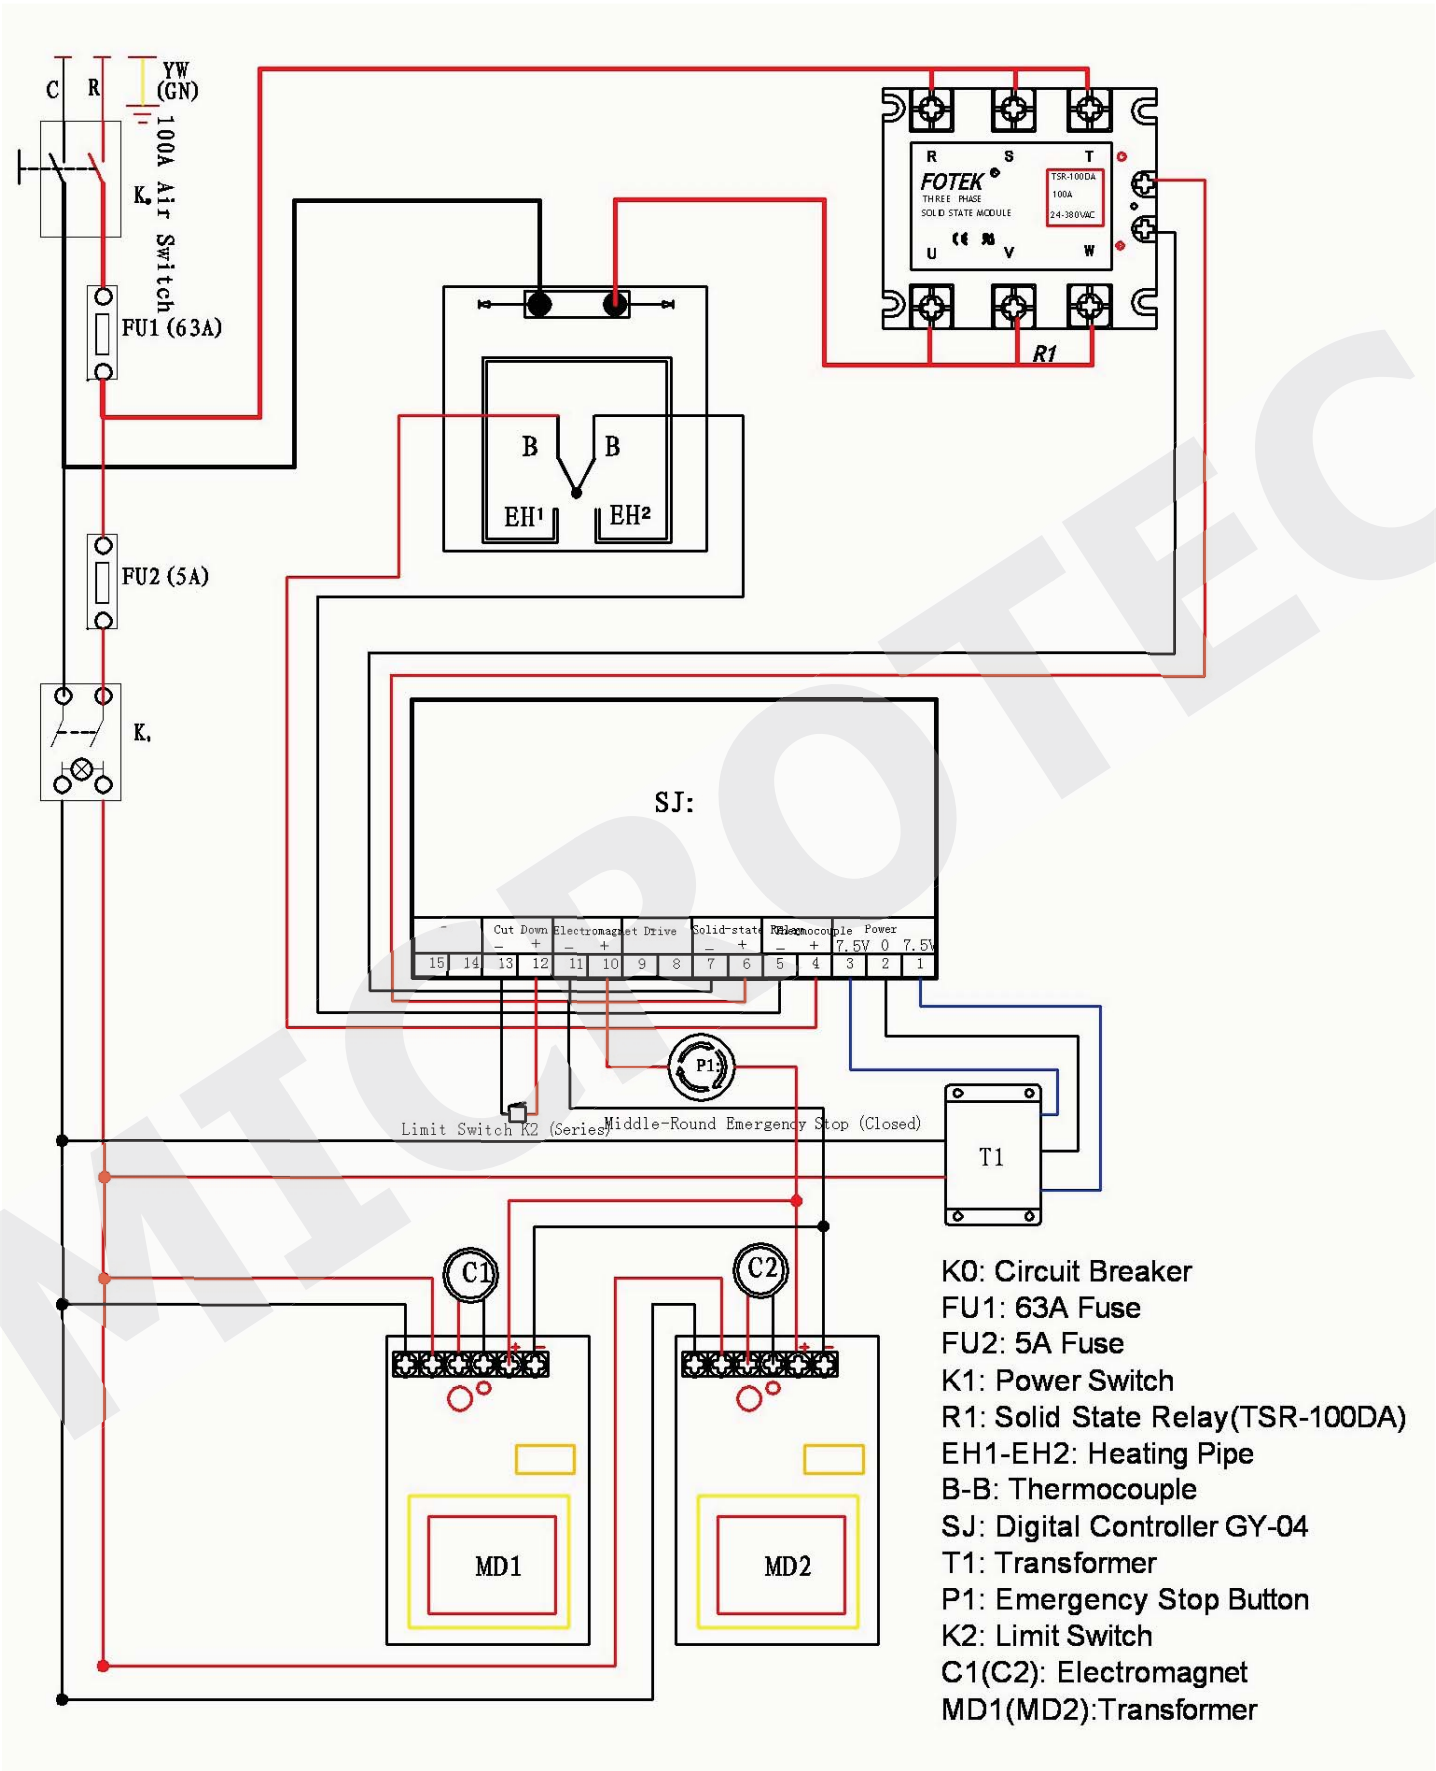 C
R
YW
(GN)
100A Air Switch
K.
FU1(63A)
FU2(5A)
K.
R
S
T
FOTEK
THREE PHASE
SOLID STATE MODULE
TSR-100DA
100A
24-380VAC
CE
U
V
W
R1
B
B
EH1
EH2
SJ:
Cut Down
Electromagnet Drive
Solid-state
Thermocouple
Power
- + - + - + - + 7.5V 0 7.5V
15 14 13 12 11 10 9 8 7 6 5 4 3 2 1
P1:
Limit Switch K2 (Series)
Middle-Round Emergency Stop (Closed)
T1
C1
C2
+ -
+ -
MD1
MD2
K0: Circuit Breaker
FU1: 63A Fuse
FU2: 5A Fuse
K1: Power Switch
R1: Solid State Relay(TSR-100DA)
EH1-EH2: Heating Pipe
B-B: Thermocouple
SJ: Digital Controller GY-04
T1: Transformer
P1: Emergency Stop Button
K2: Limit Switch
C1(C2): Electromagnet
MD1(MD2):Transformer
MICROTEC